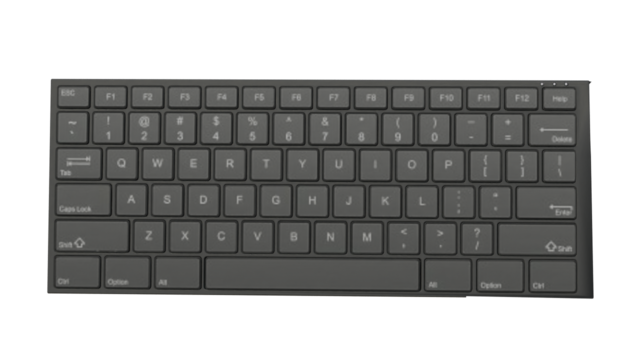 ESC F1 F2 F3 F4 F5 F6 F7 F8 F9 F10 F11 F12 Help
~ ! @ # $ % ^ & * ( ) – +
` 1 2 3 4 5 6 7 8 9 0 - = Delete
Q W E R T Y U I O P { } |
Tab [ ] \
A S D F G H J K L : "
Caps Lock ; ' Enter
Z X C V B N M < > ?
Shift , . / Shift
Ctrl Option Alt Alt Option Ctrl